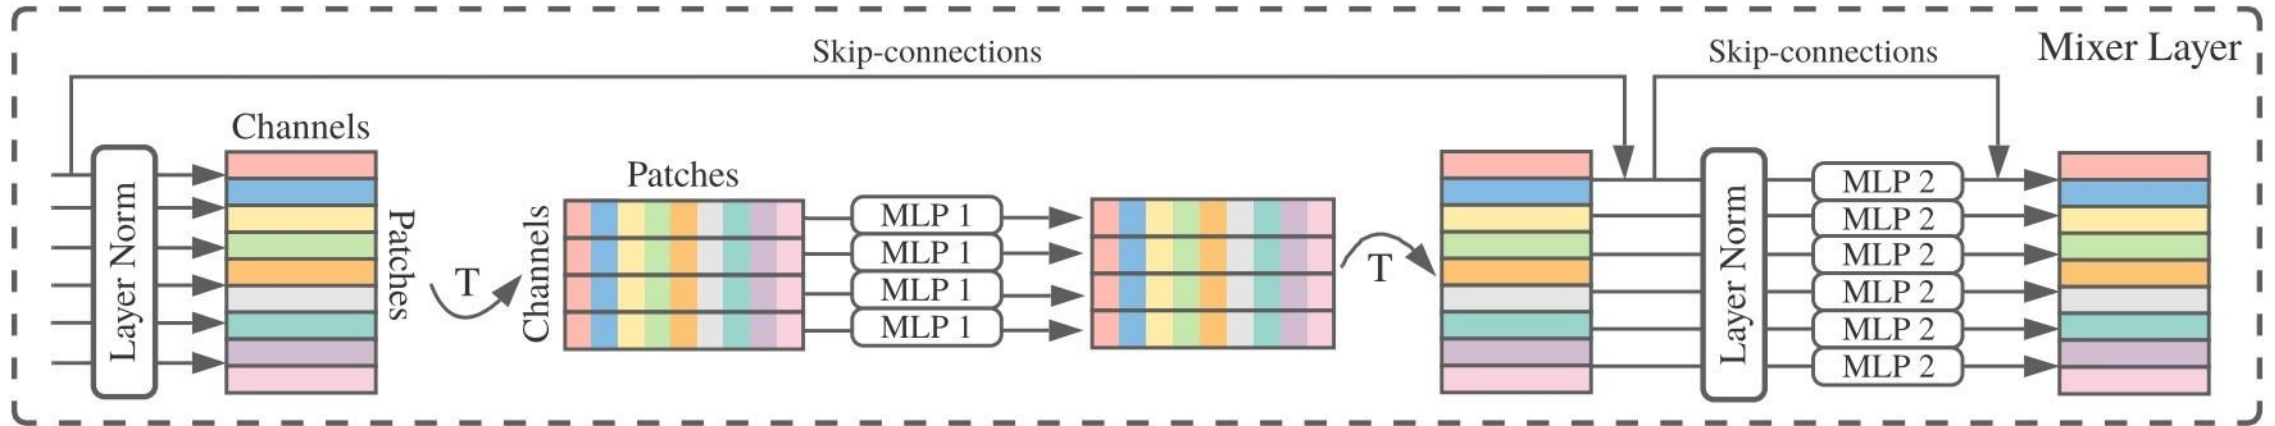 Skip-connections
Skip-connections
Mixer Layer
Channels
Layer Norm
Patches
T
Patches
Channels
MLP 1
MLP 1
MLP 1
MLP 1
T
Layer Norm
MLP 2
MLP 2
MLP 2
MLP 2
MLP 2
MLP 2